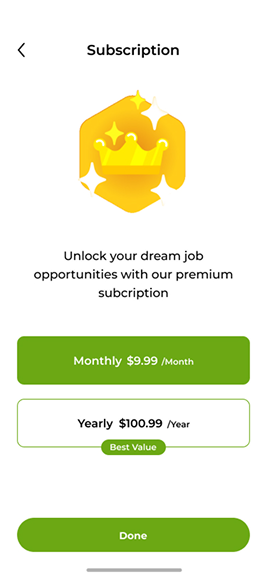 Subscription
Unlock your dream job
opportunities with our premium
subcription
Monthly $9.99 /Month
Yearly $100.99 /Year
Best Value
Done